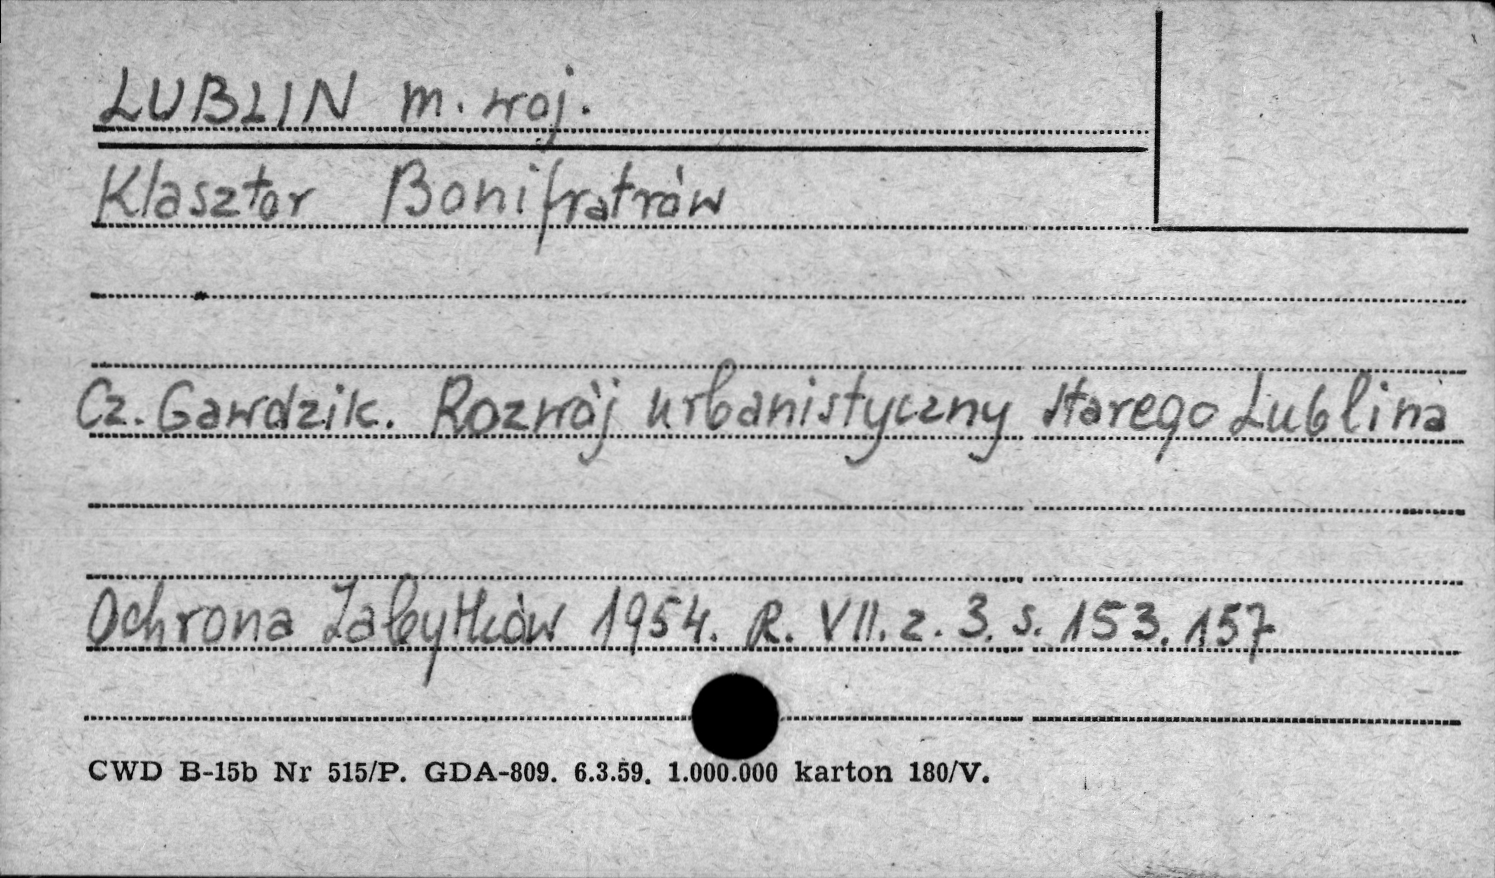 LUBLIN m. woj.
Klasztor Bonifratrów
Cz. Gawdzik. Rozwój urbanistyczny starego Lublina
Ochrona Zabytków 1954. R. VII. z. 3. s. 153. 157
CWD B-15b Nr 515/P. GDA-809. 6.3.59. 1.000.000 karton 180/V.